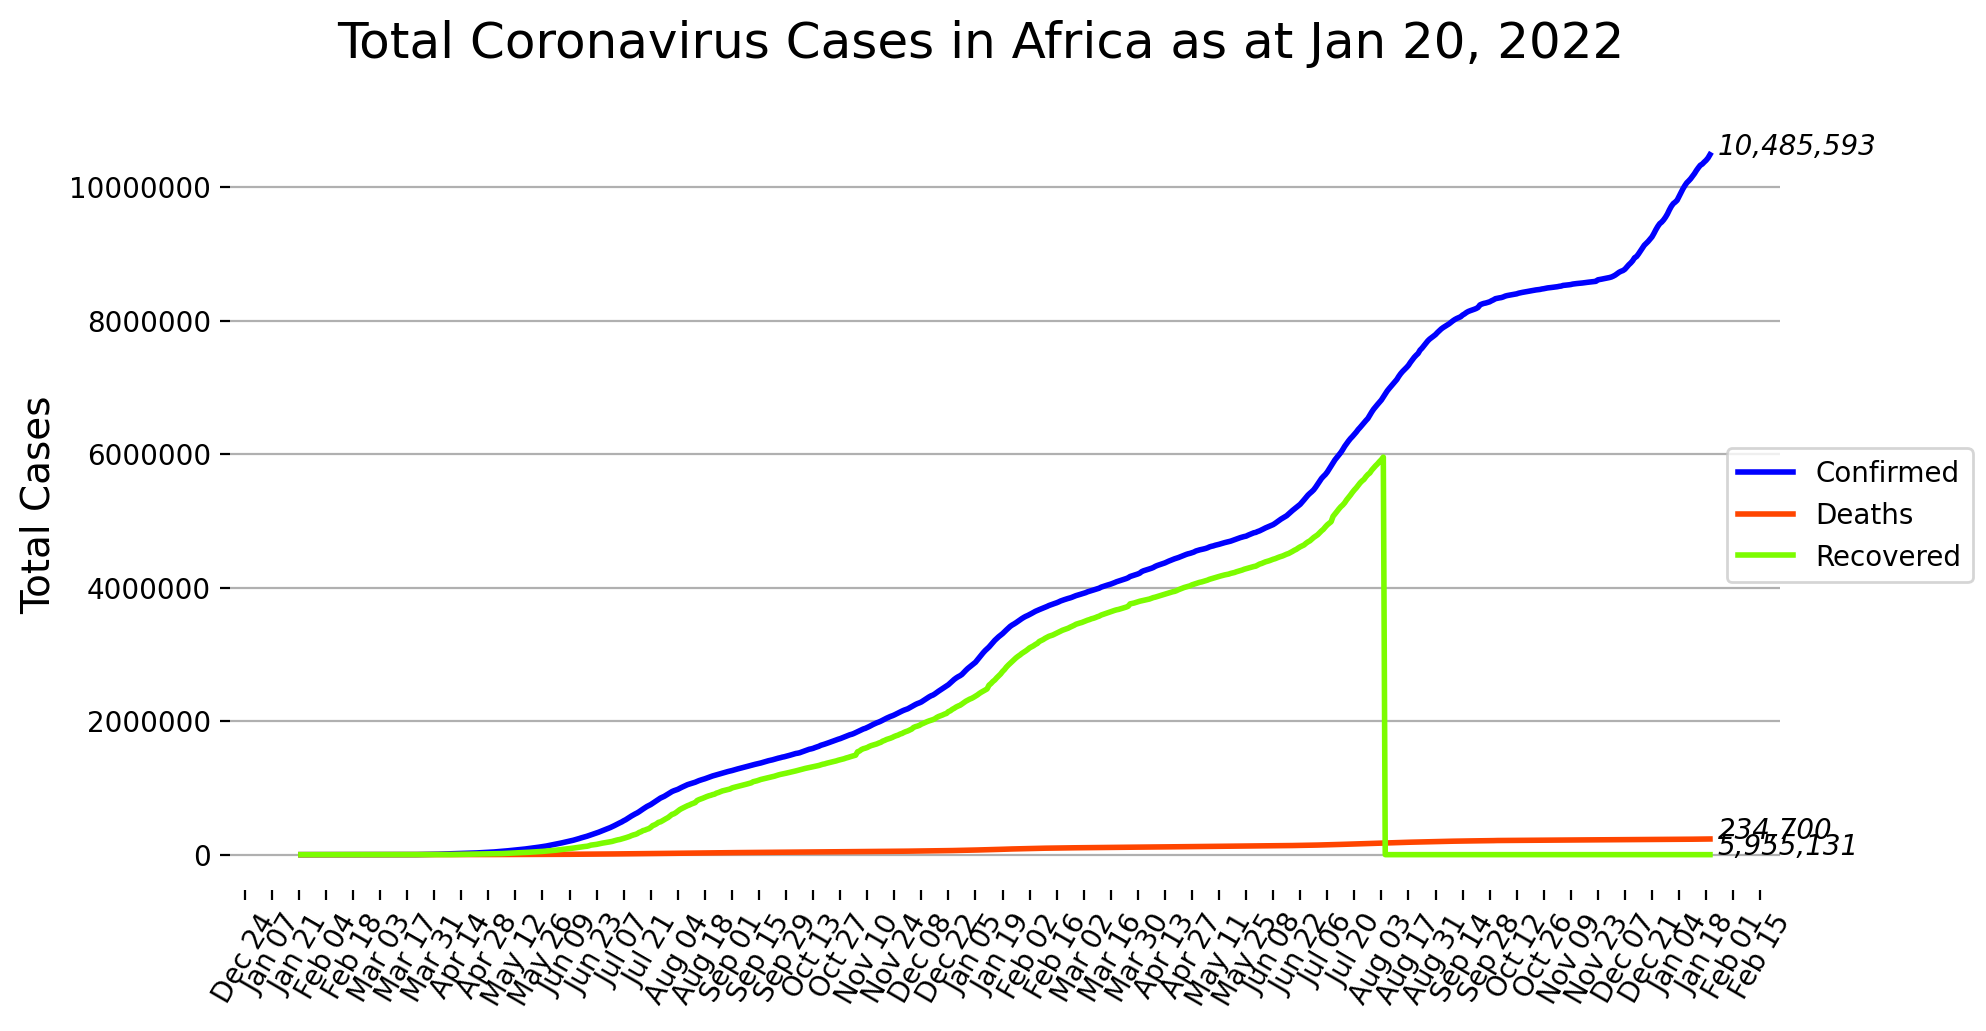 Total Coronavirus Cases in Africa as at Jan 20, 2022
Total Cases
10000000
8000000
6000000
4000000
2000000
0
10,485,593
234,700
5,955,131
Confirmed
Deaths
Recovered
Dec 24
Jan 07
Jan 21
Feb 04
Feb 18
Mar 03
Mar 17
Mar 31
Apr 14
Apr 28
May 12
May 26
Jun 09
Jun 23
Jul 07
Jul 21
Aug 04
Aug 18
Sep 01
Sep 15
Sep 29
Oct 13
Oct 27
Nov 10
Nov 24
Dec 08
Dec 22
Jan 05
Jan 19
Feb 02
Feb 16
Mar 02
Mar 16
Mar 30
Apr 13
Apr 27
May 11
May 25
Jun 08
Jun 22
Jul 06
Jul 20
Aug 03
Aug 17
Aug 31
Sep 14
Sep 28
Oct 12
Oct 26
Nov 09
Nov 23
Dec 07
Dec 21
Jan 04
Jan 18
Feb 01
Feb 15